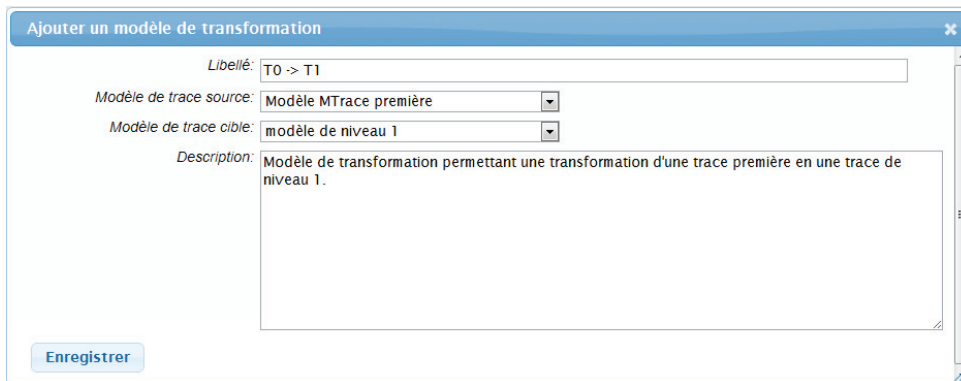 Ajouter un modèle de transformation
Libellé: T0 -> T1
Modèle de trace source: Modèle MTrace première
Modèle de trace cible: modèle de niveau 1
Description: Modèle de transformation permettant une transformation d'une trace première en une trace de
niveau 1.
Enregistrer